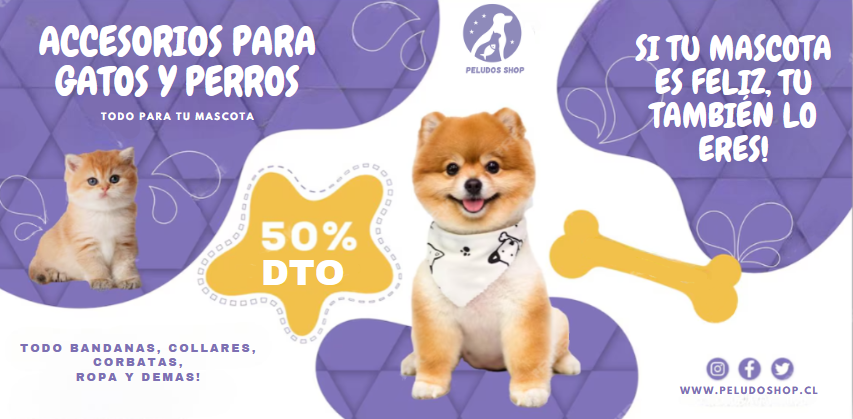 ACCESORIOS PARA
GATOS Y PERROS
TODO PARA TU MASCOTA
PELUDOS SHOP
SI TU MASCOTA
ES FELIZ, TU
TAMBIÉN LO
ERES!
50%
DTO
TODO BANDANAS, COLLARES,
CORBATAS,
ROPA Y DEMAS!
WWW.PELUDOSHOP.CL